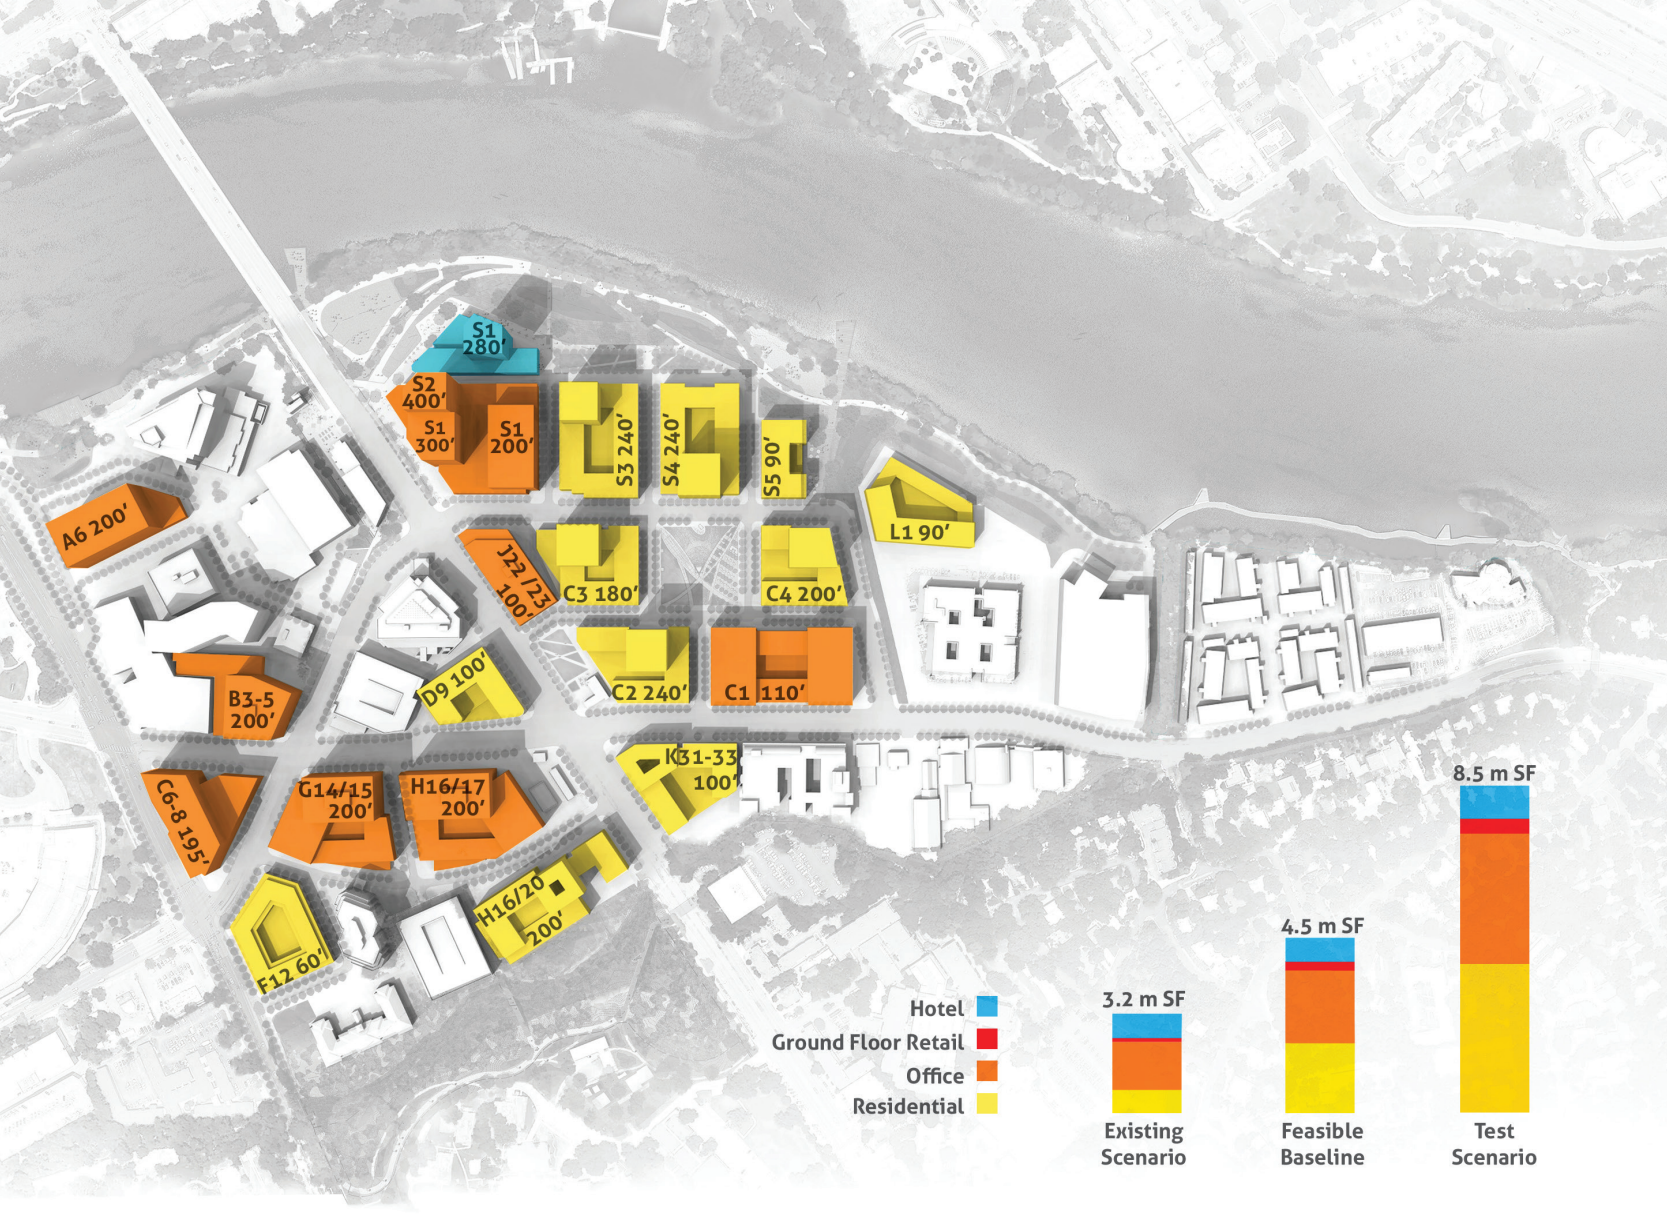 S1
280′
S2
400′
S1
300′
S1
200′
S3 240′
S4 240′
S5 90′
A6 200′
L1 90′
J22 /23
100′
C3 180′
C4 200′
D9 100′
C2 240′
C1 110′
B3-5
200′
K31-33
100′
C6-8 195′
G14/15
200′
H16/17
200′
H16/20
200′
F12 60′
8.5 m SF
4.5 m SF
3.2 m SF
Hotel
Ground Floor Retail
Office
Residential
Existing
Scenario
Feasible
Baseline
Test
Scenario